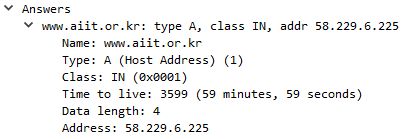 Answers
www.aiit.or.kr: type A, class IN, addr 58.229.6.225
Name: www.aiit.or.kr
Type: A (Host Address) (1)
Class: IN (0x0001)
Time to live: 3599 (59 minutes, 59 seconds)
Data length: 4
Address: 58.229.6.225